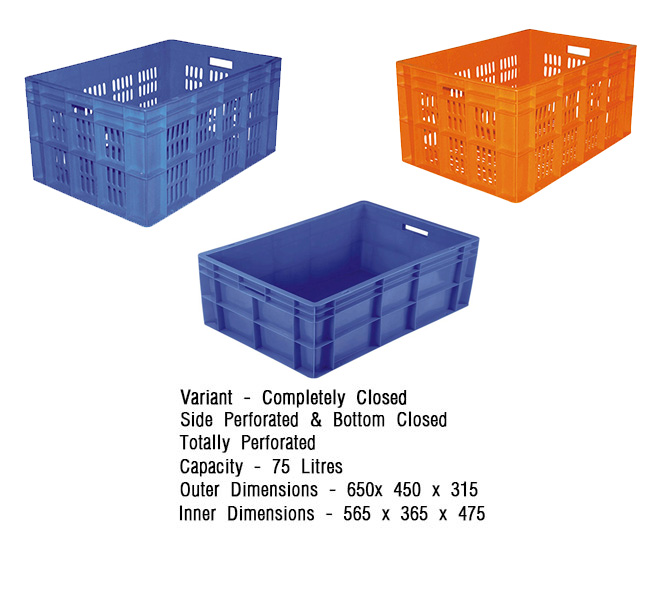 Variant - Completely Closed
Side Perforated & Bottom Closed
Totally Perforated
Capacity - 75 Litres
Outer Dimensions - 650x 450 x 315
Inner Dimensions - 565 x 365 x 475